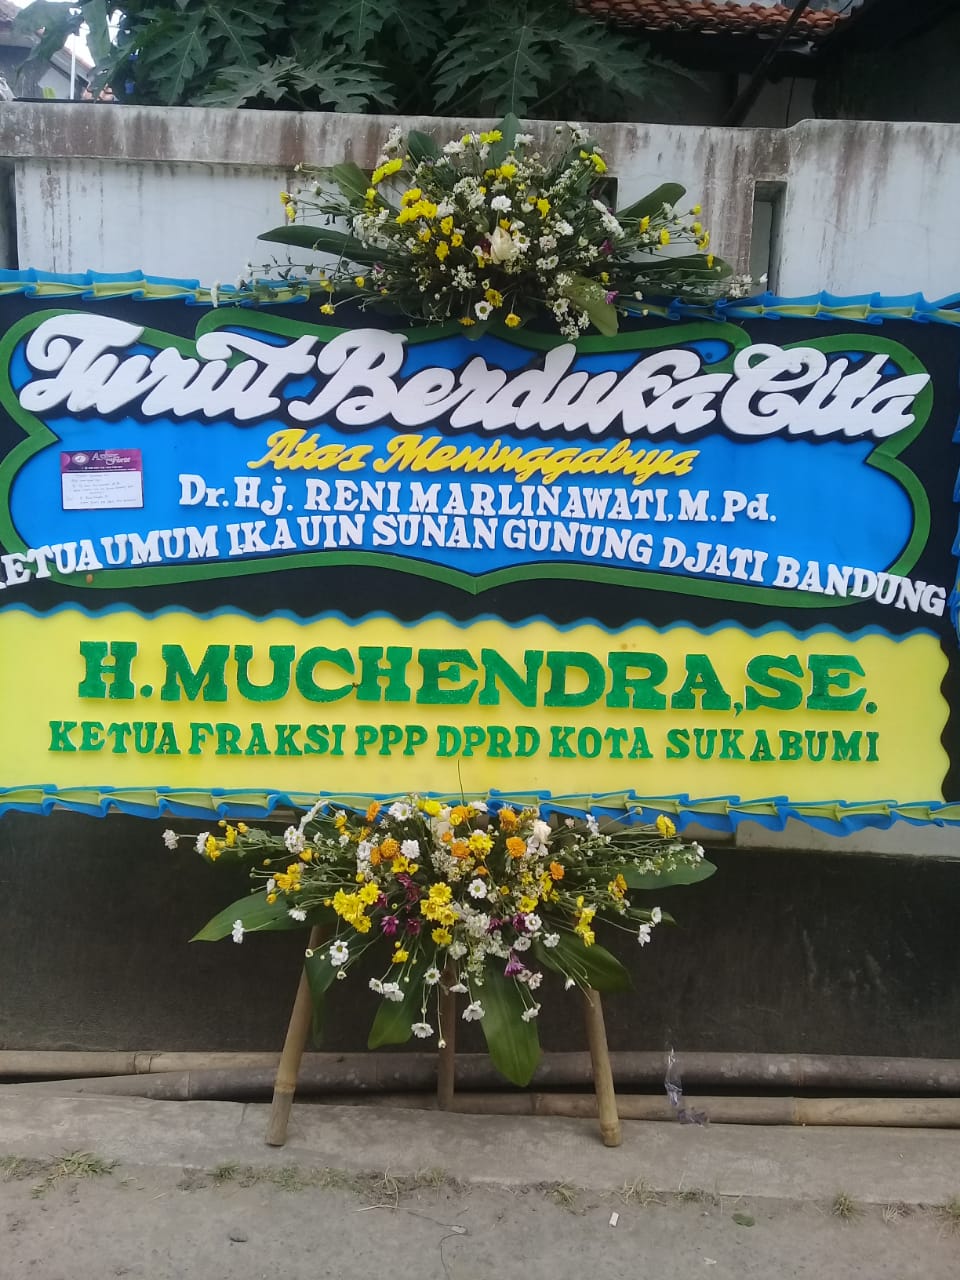 Turut Berduka Cita
Atas Meninggalnya
Dr. Hj. RENI MARLINAWATI, M.Pd.
KETUA UMUM IKA UIN SUNAN GUNUNG DJATI BANDUNG
H. MUCHENDRA, SE.
KETUA FRAKSI PPP DPRD KOTA SUKABUMI